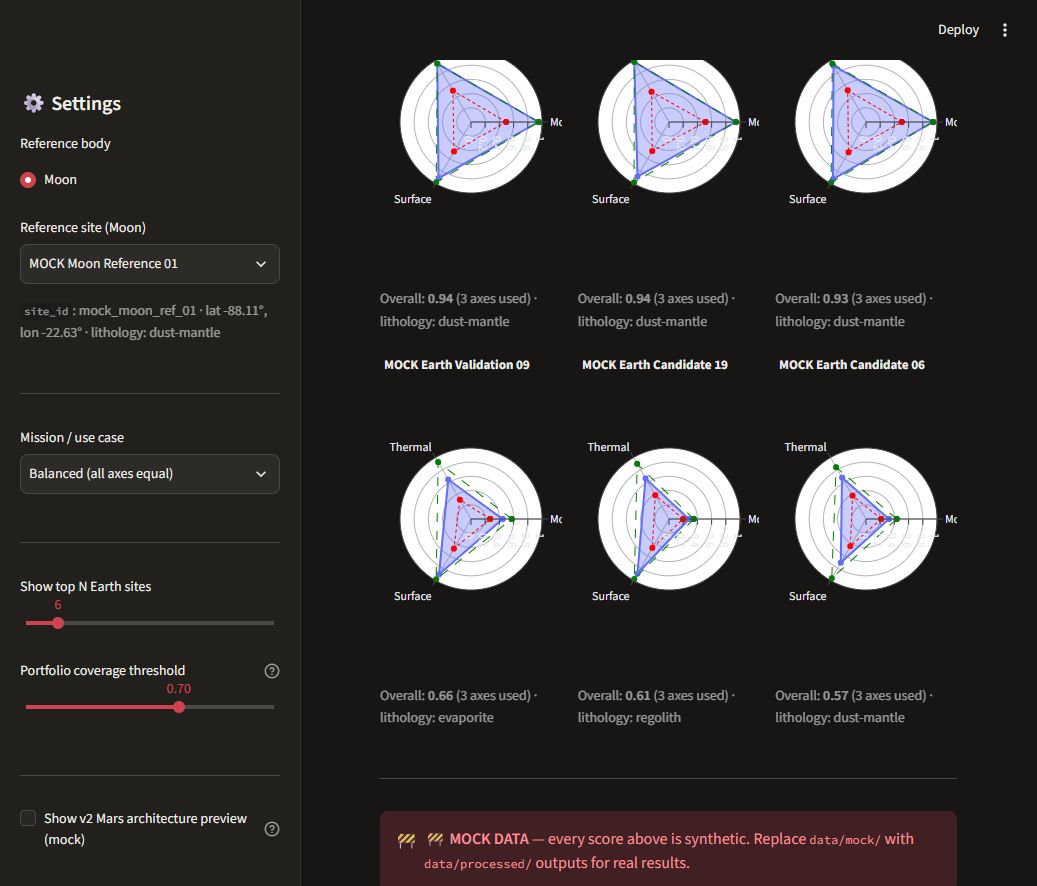 Deploy
Settings
Reference body
Moon
Reference site (Moon)
MOCK Moon Reference 01
site_id : mock_moon_ref_01 · lat -88.11°,
lon -22.63° · lithology: dust-mantle
Mission / use case
Balanced (all axes equal)
Show top N Earth sites
6
Portfolio coverage threshold
0.70
Show v2 Mars architecture preview
(mock)
Surface
Surface
Surface
Overall: 0.94 (3 axes used) ·
lithology: dust-mantle
Overall: 0.94 (3 axes used) ·
lithology: dust-mantle
Overall: 0.93 (3 axes used) ·
lithology: dust-mantle
MOCK Earth Validation 09
MOCK Earth Candidate 19
MOCK Earth Candidate 06
Thermal
Surface
Thermal
Surface
Thermal
Surface
Overall: 0.66 (3 axes used) ·
lithology: evaporite
Overall: 0.61 (3 axes used) ·
lithology: regolith
Overall: 0.57 (3 axes used) ·
lithology: dust-mantle
MOCK DATA — every score above is synthetic. Replace data/mock/ with
data/processed/ outputs for real results.